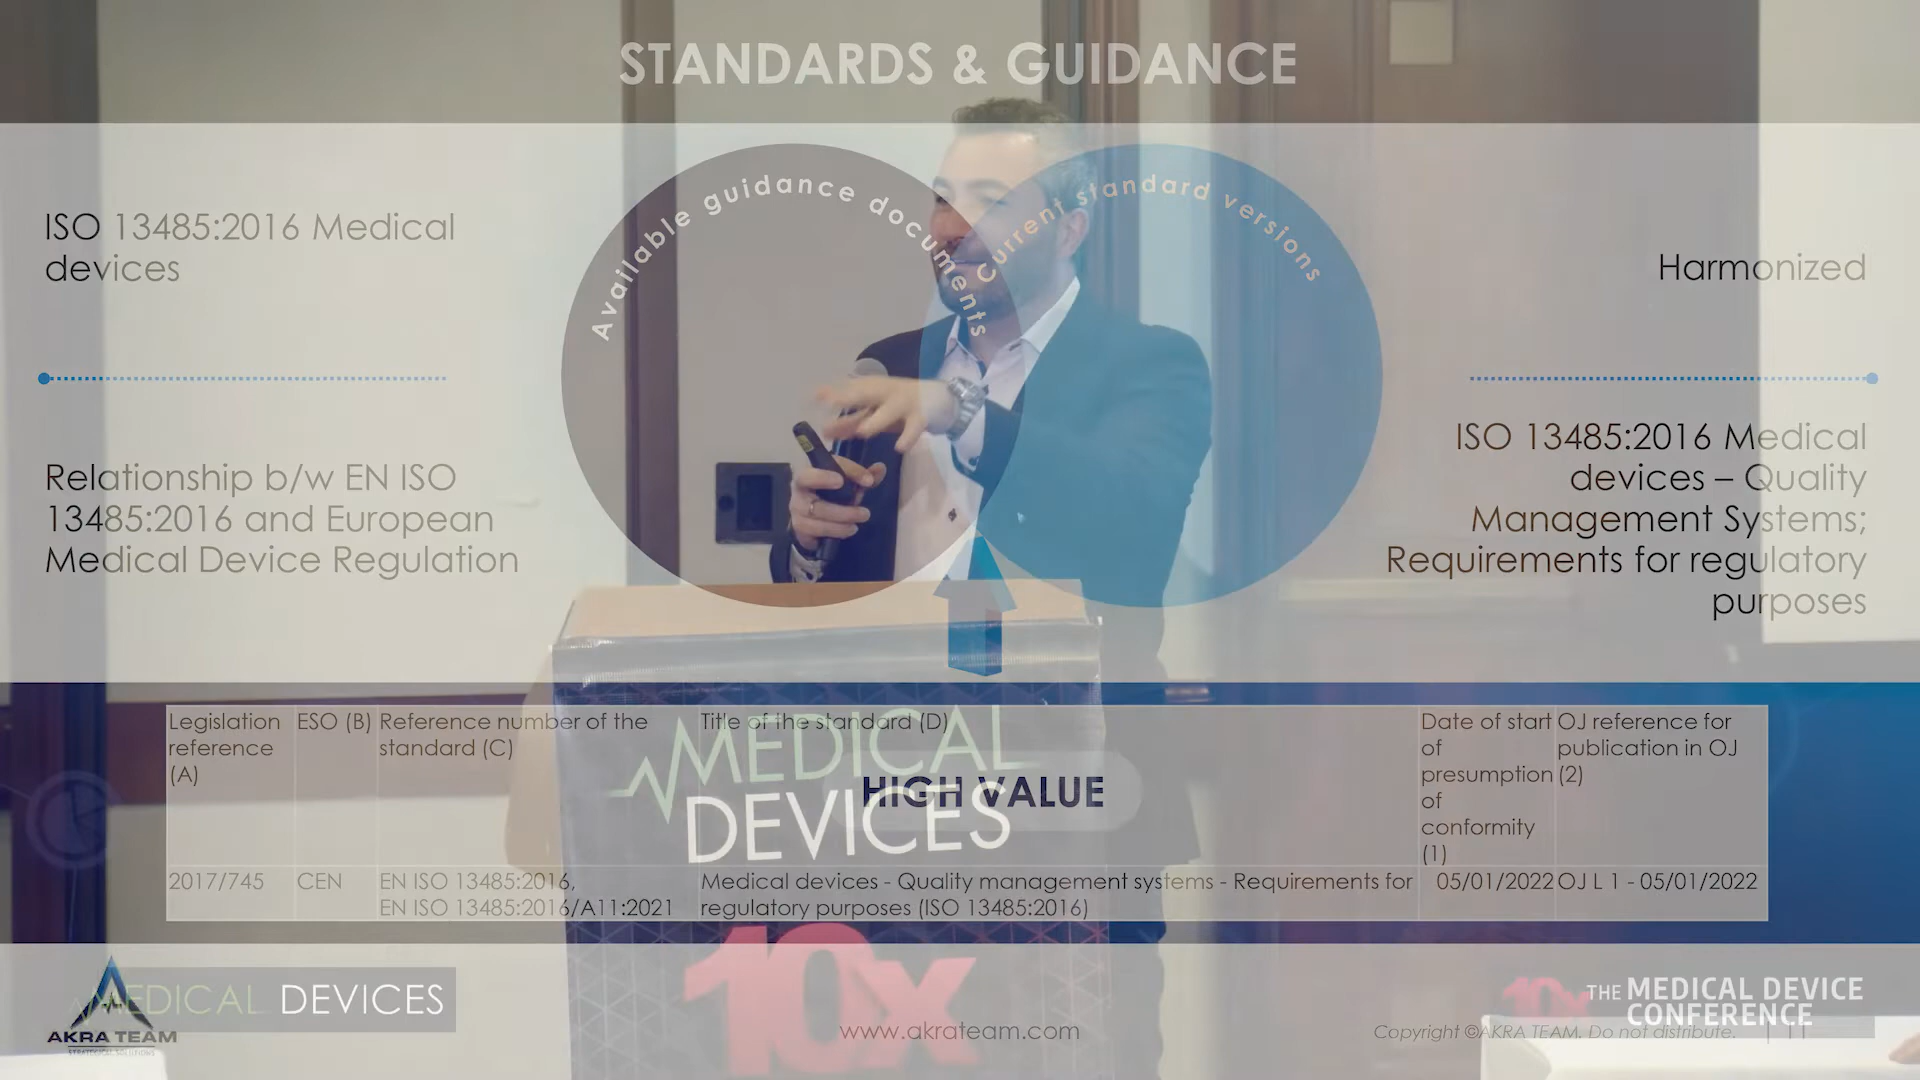 STANDARDS & GUIDANCE
Available guidance documents
Current standard versions
ISO 13485:2016 Medical
devices
Relationship b/w EN ISO
13485:2016 and European
Medical Device Regulation
Harmonized
ISO 13485:2016 Medical
devices – Quality
Management Systems;
Requirements for regulatory
purposes
HIGH VALUE
Legislation
reference
(A)
ESO (B)
Reference number of the
standard (C)
Title of the standard (D)
Date of start
of
presumption
of
conformity
(1)
OJ reference for
publication in OJ
(2)
2017/745
CEN
EN ISO 13485:2016,
EN ISO 13485:2016/A11:2021
Medical devices - Quality management systems - Requirements for
regulatory purposes (ISO 13485:2016)
05/01/2022
OJ L 1 - 05/01/2022
MEDICAL
DEVICES
10x
MEDICAL DEVICES
AKRA TEAM
www.akrateam.com
Copyright ©AKRA TEAM. Do not distribute.
10x THE MEDICAL DEVICE
CONFERENCE